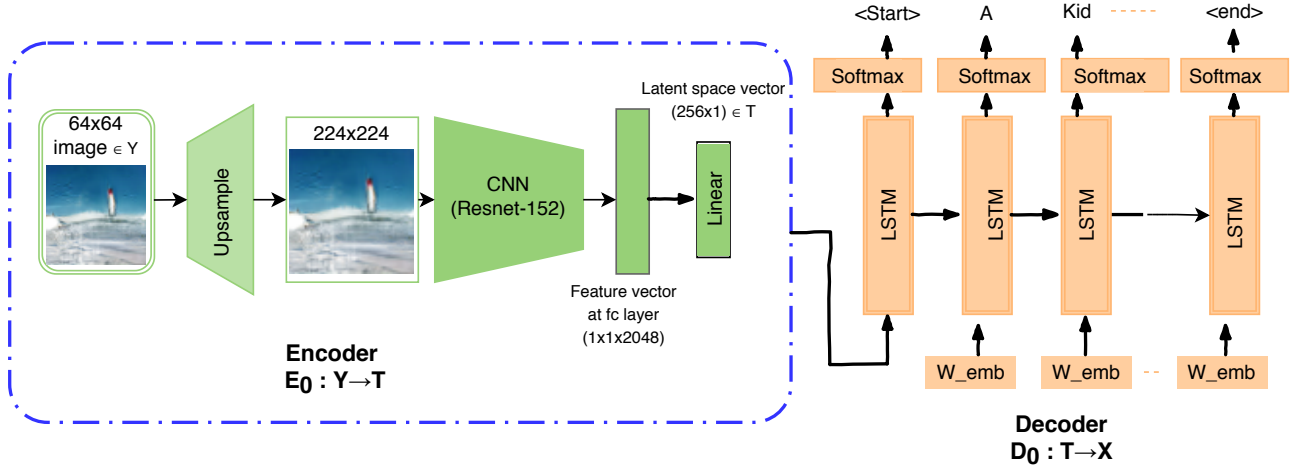 64x64
image ∈ Y
Upsample
224x224
CNN
(Resnet-152)
Feature vector
at fc layer
(1x1x2048)
Latent space vector
(256x1) ∈ T
Linear
Encoder
E0 : Y→T
<Start>
A
Kid
<end>
Softmax
Softmax
Softmax
Softmax
LSTM
LSTM
LSTM
LSTM
W_emb
W_emb
W_emb
Decoder
D0 : T→X